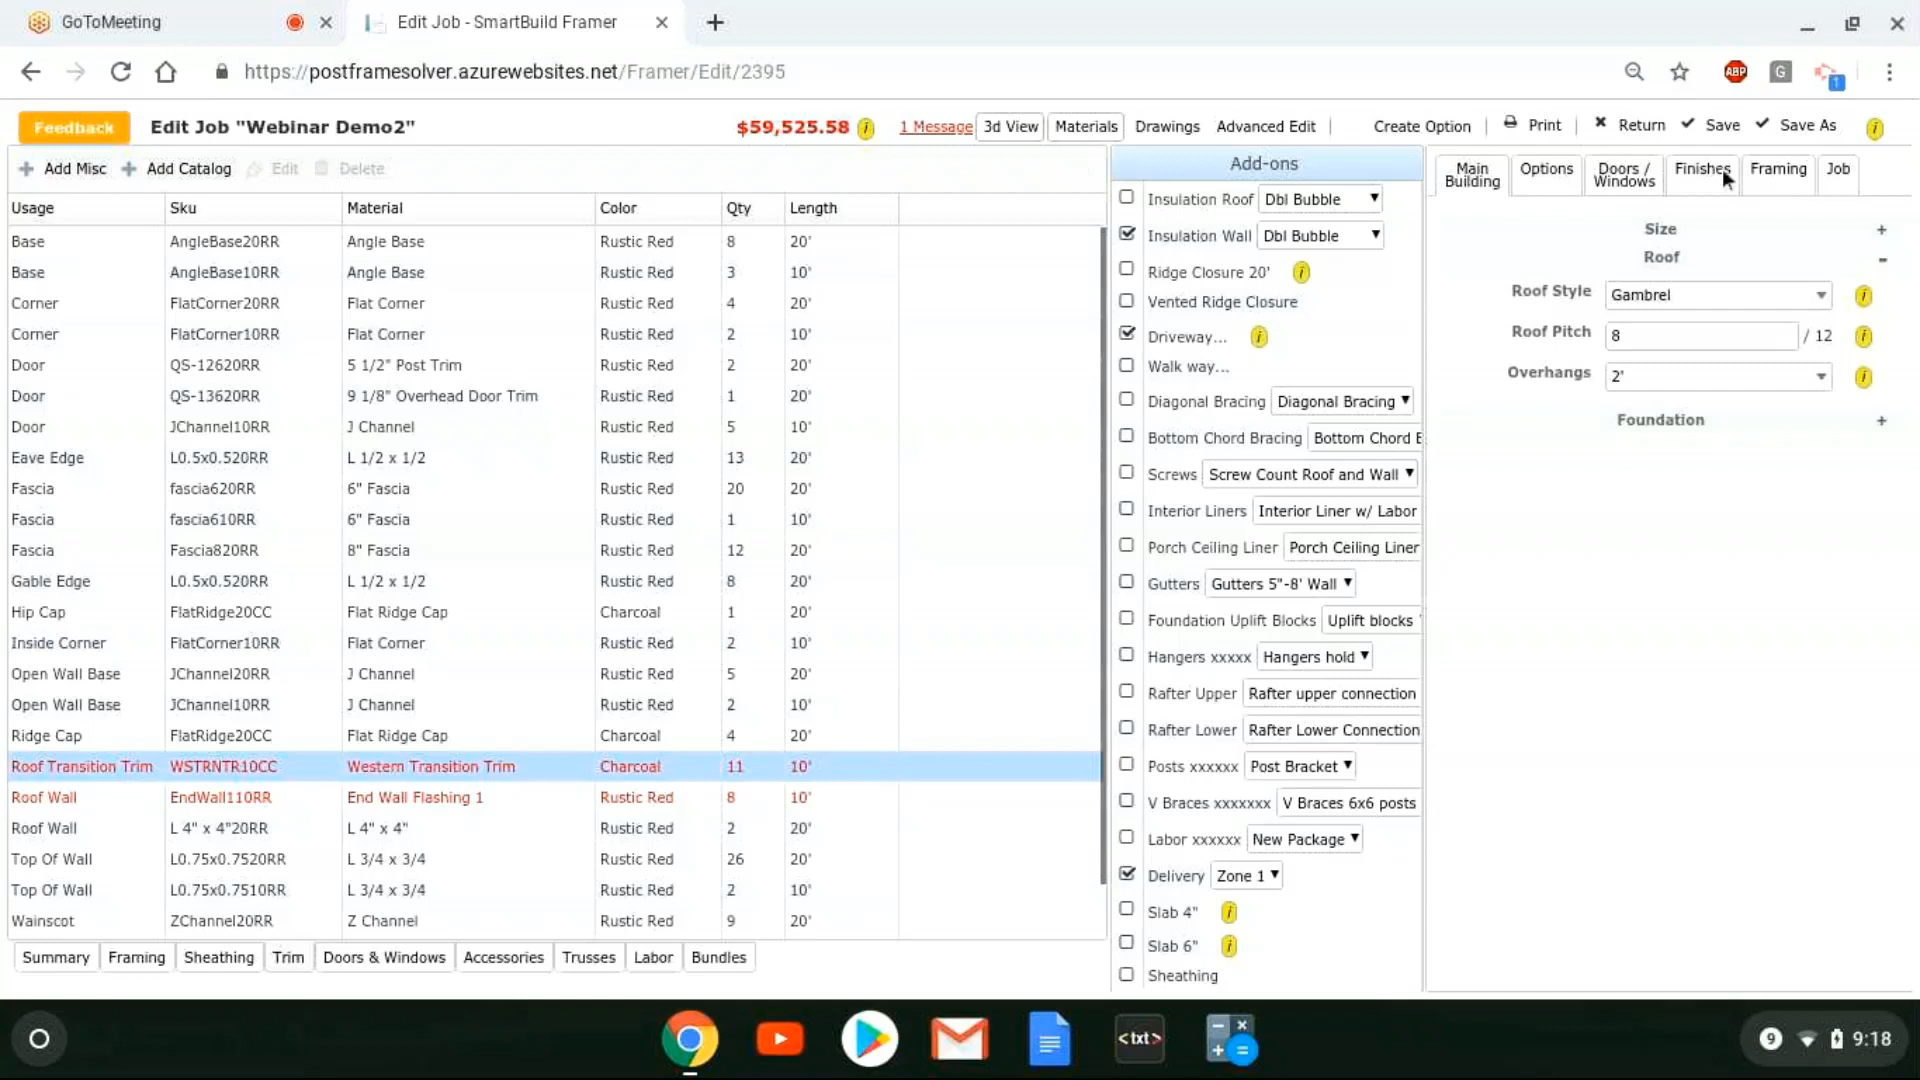 GoToMeeting
Edit Job - SmartBuild Framer
https://postframesolver.azurewebsites.net/Framer/Edit/2395
ABP
G
1
Feedback
Edit Job "Webinar Demo2"
$59,525.58
i
1 Message
3d View
Materials
Drawings
Advanced Edit
Create Option
Print
Return
Save
Save As
i
Add Misc
Add Catalog
Edit
Delete
Usage Sku Material Color Qty Length
Base AngleBase20RR Angle Base Rustic Red 8 20'
Base AngleBase10RR Angle Base Rustic Red 3 10'
Corner FlatCorner20RR Flat Corner Rustic Red 4 20'
Corner FlatCorner10RR Flat Corner Rustic Red 2 10'
Door QS-12620RR 5 1/2" Post Trim Rustic Red 2 20'
Door QS-13620RR 9 1/8" Overhead Door Trim Rustic Red 1 20'
Door JChannel10RR J Channel Rustic Red 5 10'
Eave Edge L0.5x0.520RR L 1/2 x 1/2 Rustic Red 13 20'
Fascia fascia620RR 6" Fascia Rustic Red 20 20'
Fascia fascia610RR 6" Fascia Rustic Red 1 10'
Fascia Fascia820RR 8" Fascia Rustic Red 12 20'
Gable Edge L0.5x0.520RR L 1/2 x 1/2 Rustic Red 8 20'
Hip Cap FlatRidge20CC Flat Ridge Cap Charcoal 1 20'
Inside Corner FlatCorner10RR Flat Corner Rustic Red 2 10'
Open Wall Base JChannel20RR J Channel Rustic Red 5 20'
Open Wall Base JChannel10RR J Channel Rustic Red 2 10'
Ridge Cap FlatRidge20CC Flat Ridge Cap Charcoal 4 20'
Roof Transition Trim WSTRNTR10CC Western Transition Trim Charcoal 11 10'
Roof Wall EndWall110RR End Wall Flashing 1 Rustic Red 8 10'
Roof Wall L 4" x 4"20RR L 4" x 4" Rustic Red 2 20'
Top Of Wall L0.75x0.7520RR L 3/4 x 3/4 Rustic Red 26 20'
Top Of Wall L0.75x0.7510RR L 3/4 x 3/4 Rustic Red 2 10'
Wainscot ZChannel20RR Z Channel Rustic Red 9 20'
Summary
Framing
Sheathing
Trim
Doors & Windows
Accessories
Trusses
Labor
Bundles
Add-ons
Insulation Roof Dbl Bubble
Insulation Wall Dbl Bubble
Ridge Closure 20' i
Vented Ridge Closure
Driveway... i
Walk way...
Diagonal Bracing Diagonal Bracing
Bottom Chord Bracing Bottom Chord B
Screws Screw Count Roof and Wall
Interior Liners Interior Liner w/ Labor
Porch Ceiling Liner Porch Ceiling Liner
Gutters Gutters 5"-8' Wall
Foundation Uplift Blocks Uplift blocks
Hangers xxxxx Hangers hold
Rafter Upper Rafter upper connection
Rafter Lower Rafter Lower Connection
Posts xxxxxx Post Bracket
V Braces xxxxxxx V Braces 6x6 posts
Labor xxxxxx New Package
Delivery Zone 1
Slab 4" i
Slab 6" i
Sheathing
Main
Building
Options
Doors /
Windows
Finishes
Framing
Job
Size +
Roof -
Roof Style Gambrel i
Roof Pitch 8 / 12 i
Overhangs 2' i
Foundation +
<txt>
9
9:18